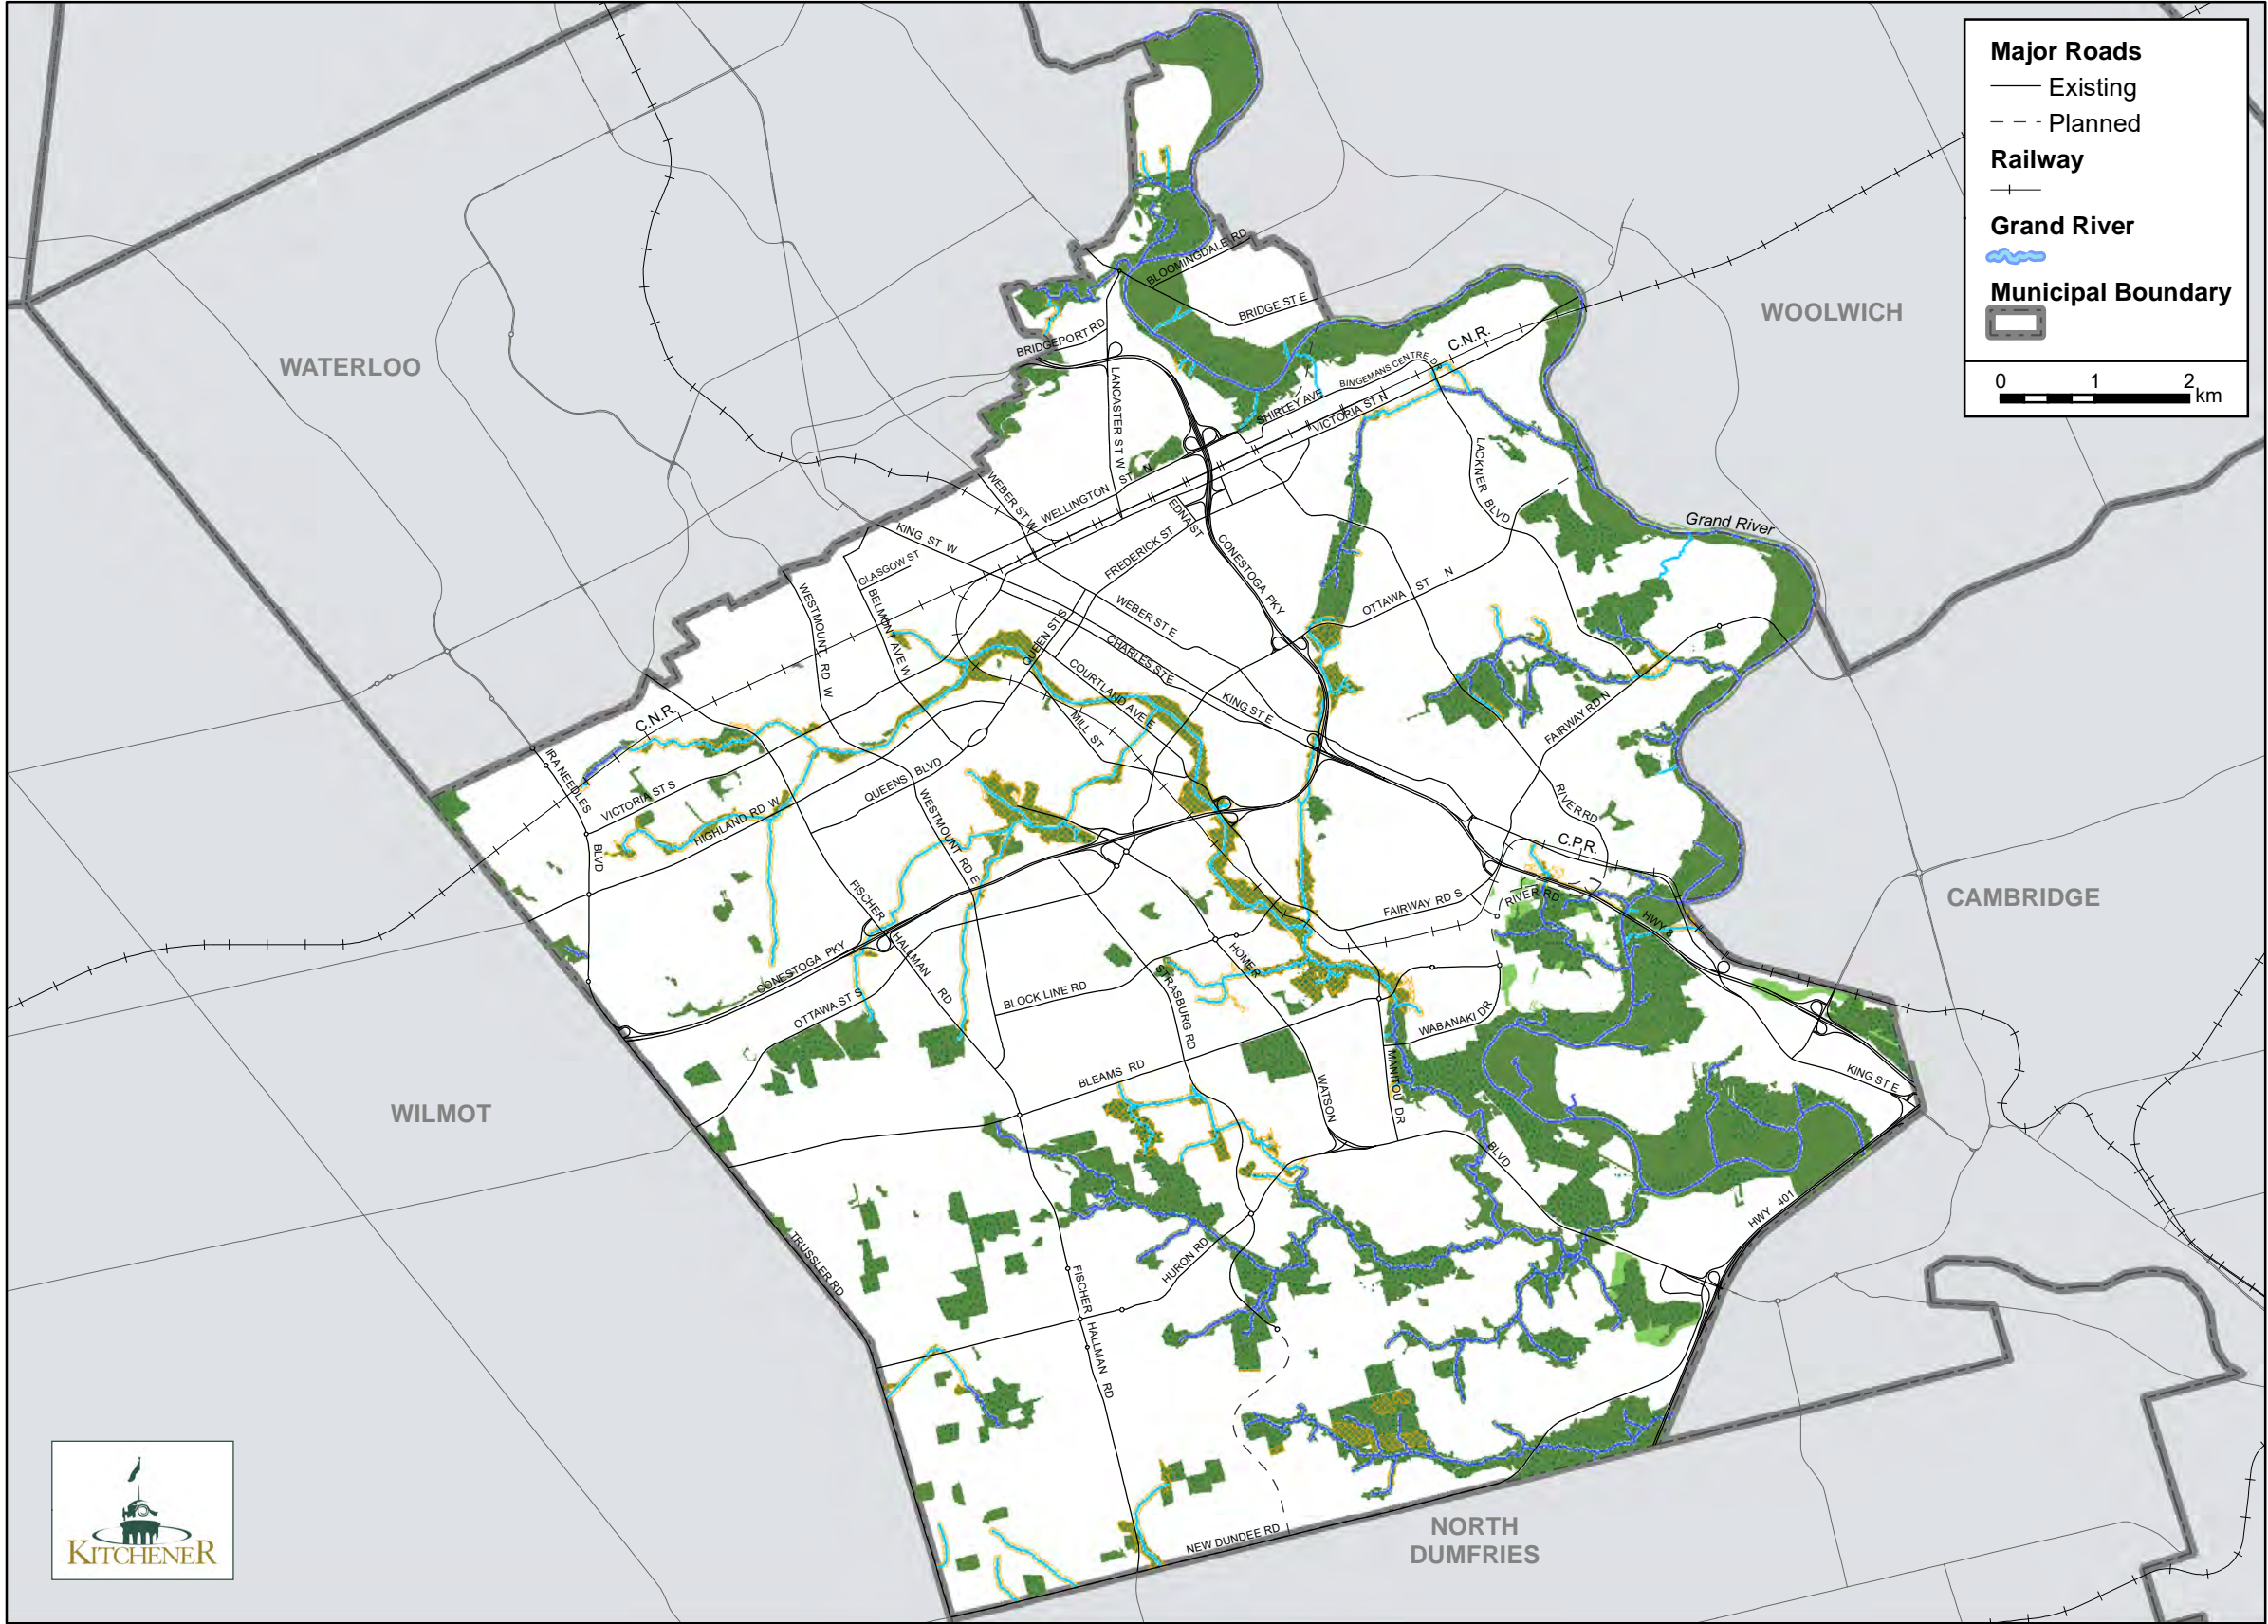 Major Roads
Existing
Planned
Railway
Grand River
Municipal Boundary
0 1 2 km
WATERLOO
WOOLWICH
CAMBRIDGE
WILMOT
NORTH
DUMFRIES
BLOOMINGDALE RD
BRIDGE ST E
BRIDGEPORT RD
LANCASTER ST W
C.N.R.
BINGEMANS CENTRE DR
SHIRLEY AVE
VICTORIA ST N
WELLINGTON ST N
WEBER ST W
KING ST W
GLASGOW ST
EDNA ST
FREDERICK ST
CONESTOGA PKY
LACKNER BLVD
Grand River
OTTAWA ST N
WESTMOUNT RD W
BELMONT AVE W
QUEEN ST S
WEBER ST E
CHARLES ST E
COURTLAND AVE E
KING ST E
MILL ST
FAIRWAY RD N
C.N.R.
IRA NEEDLES
BLVD
VICTORIA ST S
HIGHLAND RD W
QUEENS BLVD
WESTMOUNT RD E
RIVER RD
C.P.R.
FISCHER
HALLMAN
RD
CONESTOGA PKY
OTTAWA ST S
BLOCK LINE RD
STRASBURG RD
HOMER
WATSON
BLVD
FAIRWAY RD S
RIVER RD
HWY 8
WABANAKI DR
MANITOU DR
BLEAMS RD
KING ST E
HWY 401
TRUSSLER RD
HURON RD
FISCHER
HALLMAN RD
NEW DUNDEE RD
KITCHENER